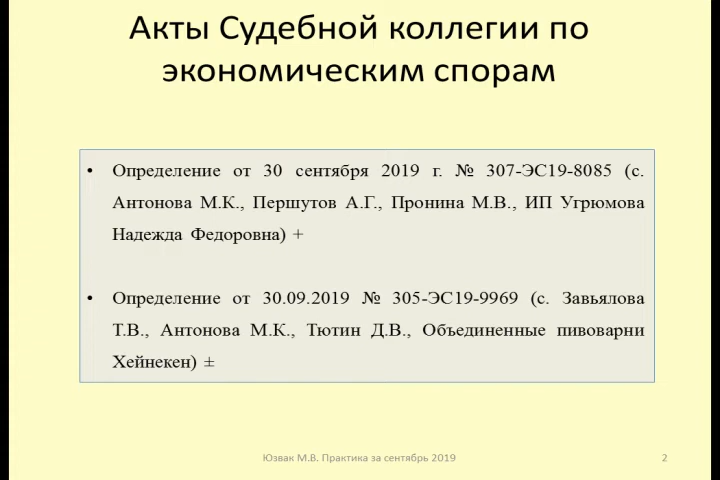 Акты Судебной коллегии по
экономическим спорам
• Определение от 30 сентября 2019 г. № 307-ЭС19-8085 (с.
Антонова М.К., Першутов А.Г., Пронина М.В., ИП Угрюмова
Надежда Федоровна) +
• Определение от 30.09.2019 № 305-ЭС19-9969 (с. Завьялова
Т.В., Антонова М.К., Тютин Д.В., Объединенные пивоварни
Хейнекен) ±
Юзвак М.В. Практика за сентябрь 2019
2